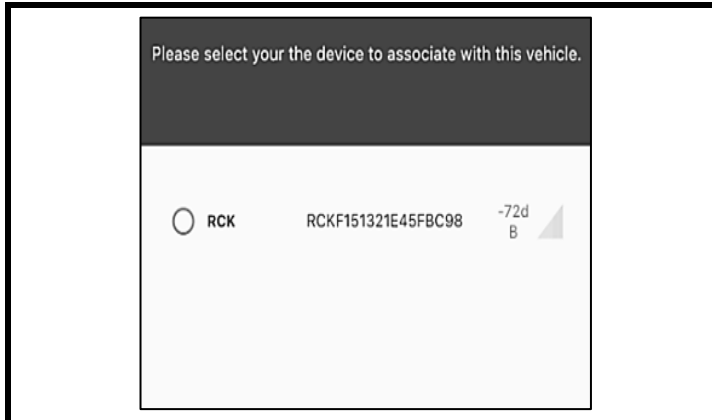 Please select your the device to associate with this vehicle.
RCK RCKF151321E45FBC98 -72d
B